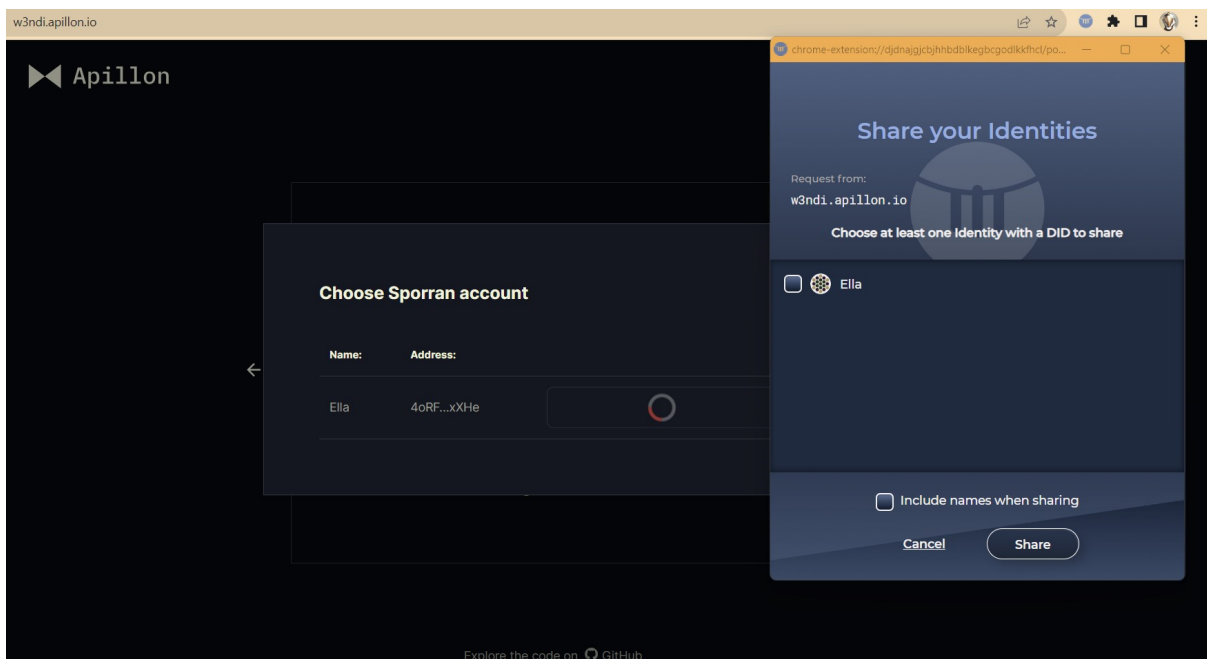 w3ndi.apillon.io
Apillon
Choose Sporran account
Name: Address:
Ella 4oRF...xXHe
Explore the code on GitHub
chrome-extension://djdnajgjcbjhhbdblkegbcgodlkkfhcl/po...
Share your Identities
Request from:
w3ndi.apillon.io
Choose at least one Identity with a DID to share
Ella
Include names when sharing
Cancel Share